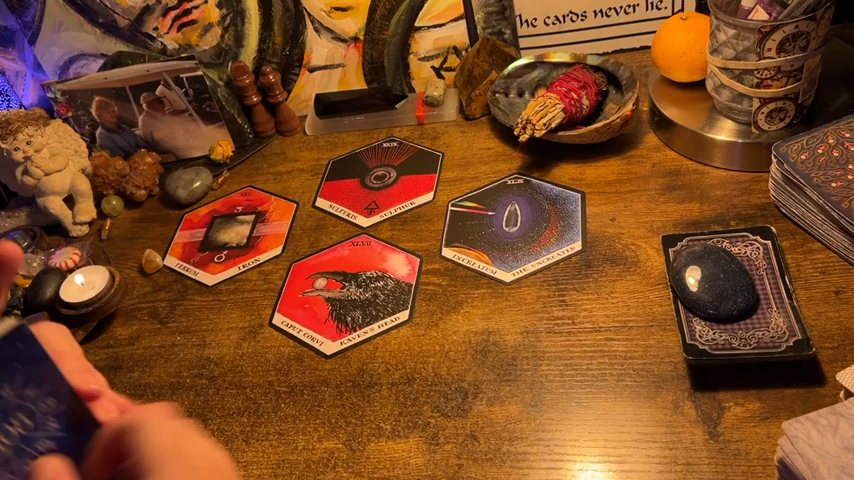 The cards never lie.
XXIX
SULFURIS SULPHUR
FERRUM IRON
INCREATUM THE UNCREATED
XLVII
CAPUT CORVI RAVEN'S HEAD